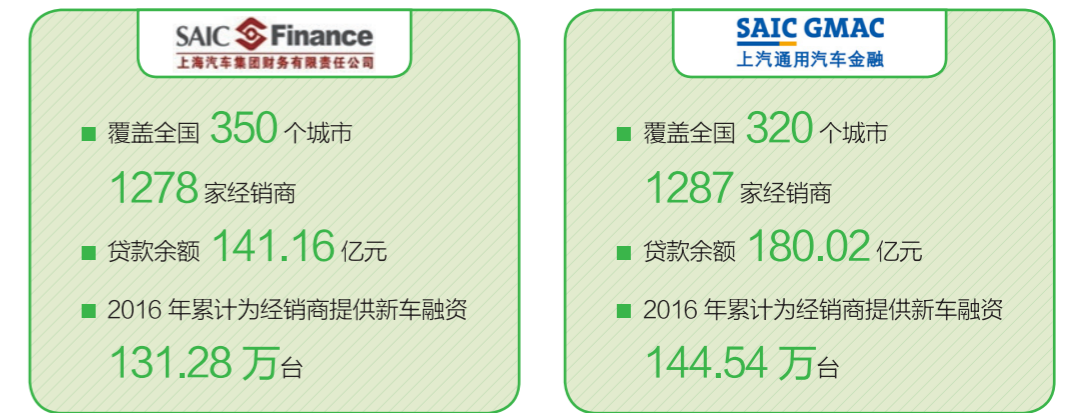 SAIC Finance
上海汽车集团财务有限责任公司
■ 覆盖全国 350 个城市
1278 家经销商
■ 贷款余额 141.16 亿元
■ 2016 年累计为经销商提供新车融资
131.28 万台
SAIC GMAC
上汽通用汽车金融
■ 覆盖全国 320 个城市
1287 家经销商
■ 贷款余额 180.02 亿元
■ 2016 年累计为经销商提供新车融资
144.54 万台